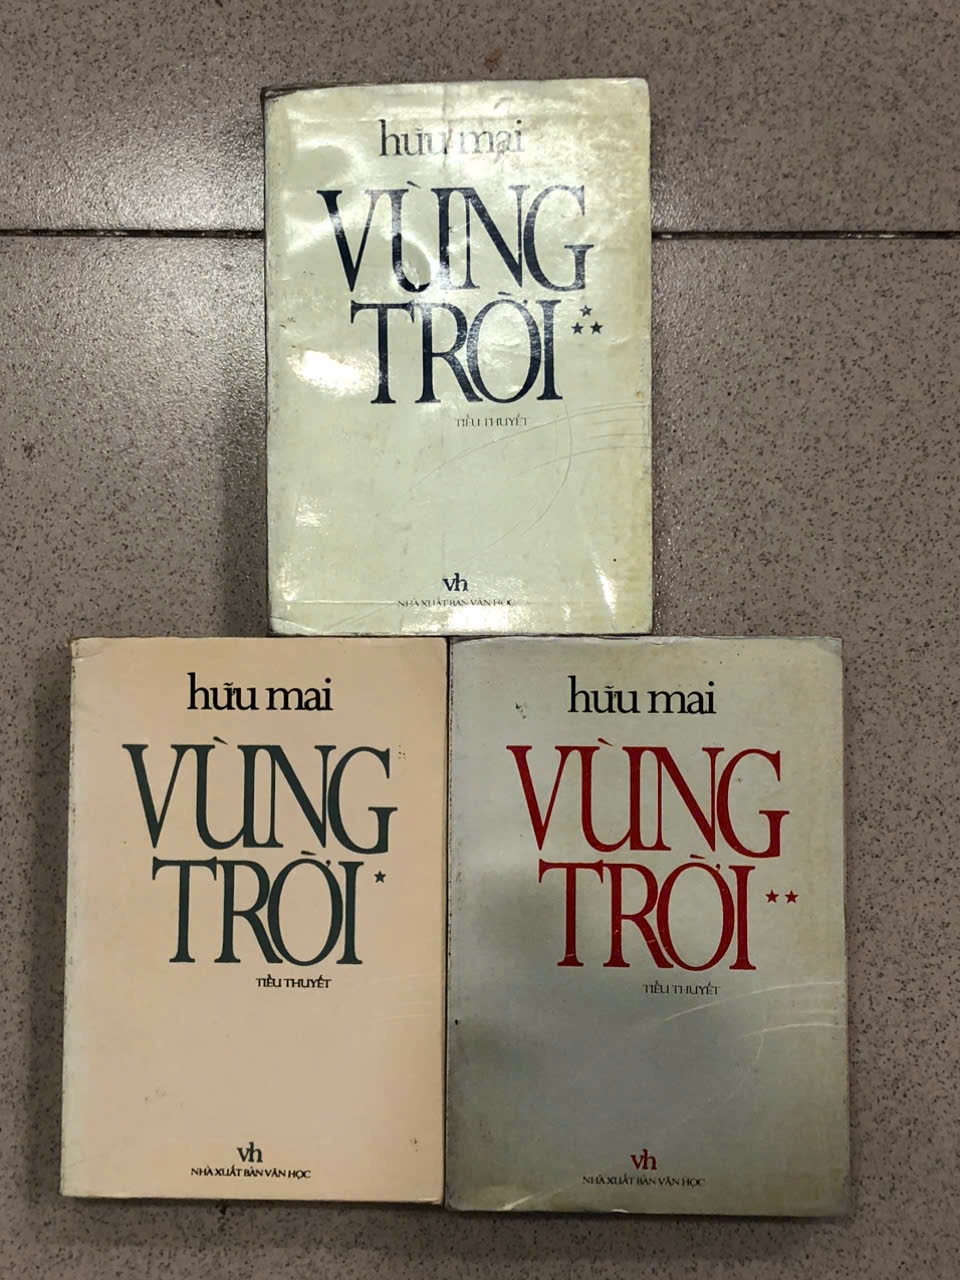 hữu mai
VÙNG
TRỜI ***
TIỂU THUYẾT
vh
NHÀ XUẤT BẢN VĂN HỌC
hữu mai
VÙNG
TRỜI *
TIỂU THUYẾT
vh
NHÀ XUẤT BẢN VĂN HỌC
hữu mai
VÙNG
TRỜI **
TIỂU THUYẾT
vh
NHÀ XUẤT BẢN VĂN HỌC